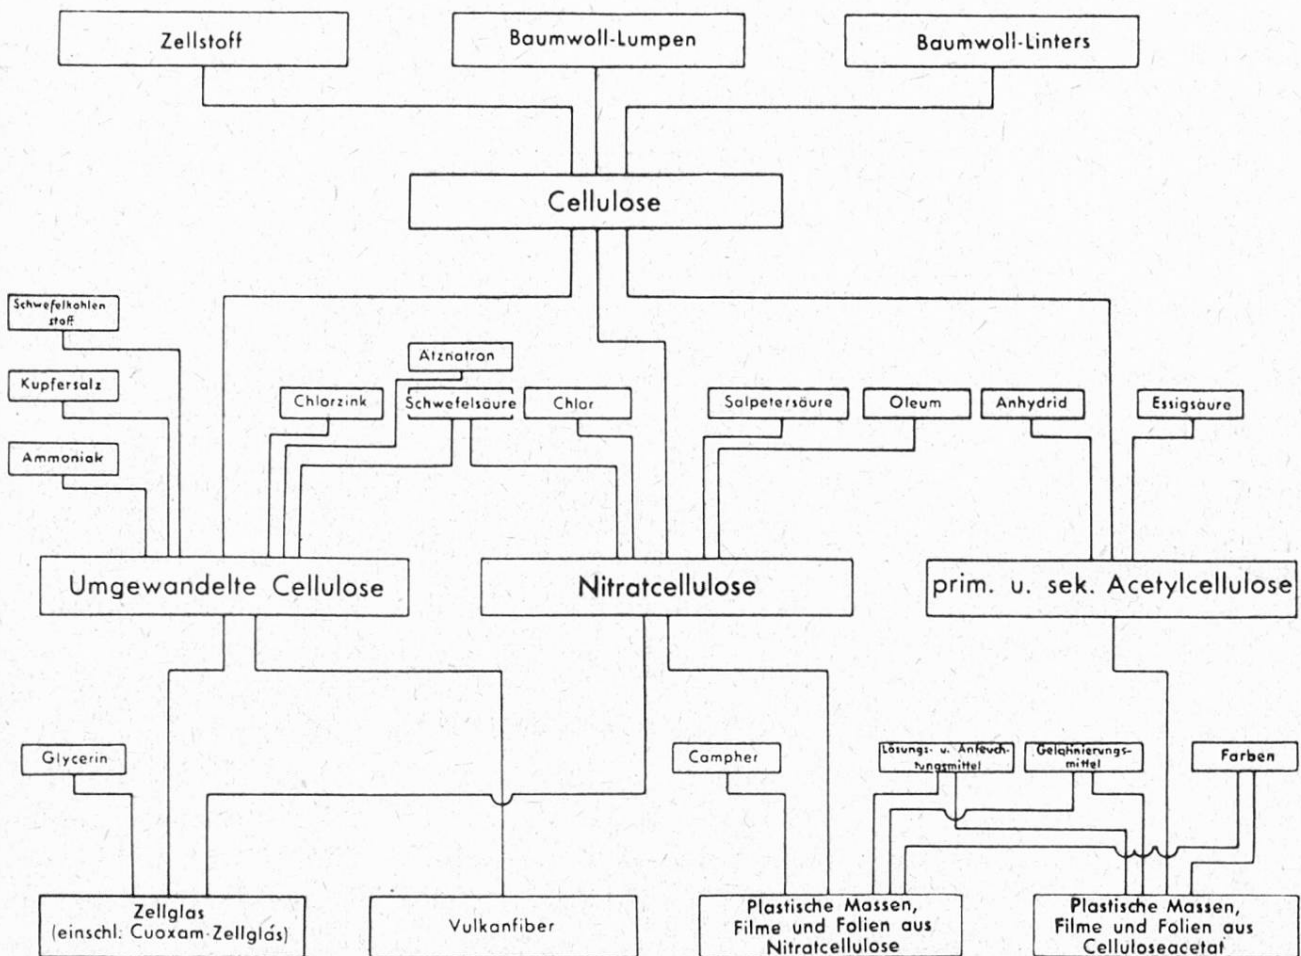 Zellstoff
Baumwoll-Lumpen
Baumwoll-Linters
Cellulose
Schwefelkohlen
stoff
Atznatron
Kupfersalz
Chlorzink
Schwefelsäure
Chlor
Salpetersäure
Oleum
Anhydrid
Essigsäure
Ammoniak
Umgewandelte Cellulose
Nitratcellulose
prim. u. sek. Acetylcellulose
Glycerin
Campher
Lösungs- u. Anfeuch-
tungsmittel
Gelatinierungs-
mittel
Farben
Zellglas
(einschl. Cuoxam-Zellglas)
Vulkanfiber
Plastische Massen,
Filme und Folien aus
Nitratcellulose
Plastische Massen,
Filme und Folien aus
Celluloseacetat